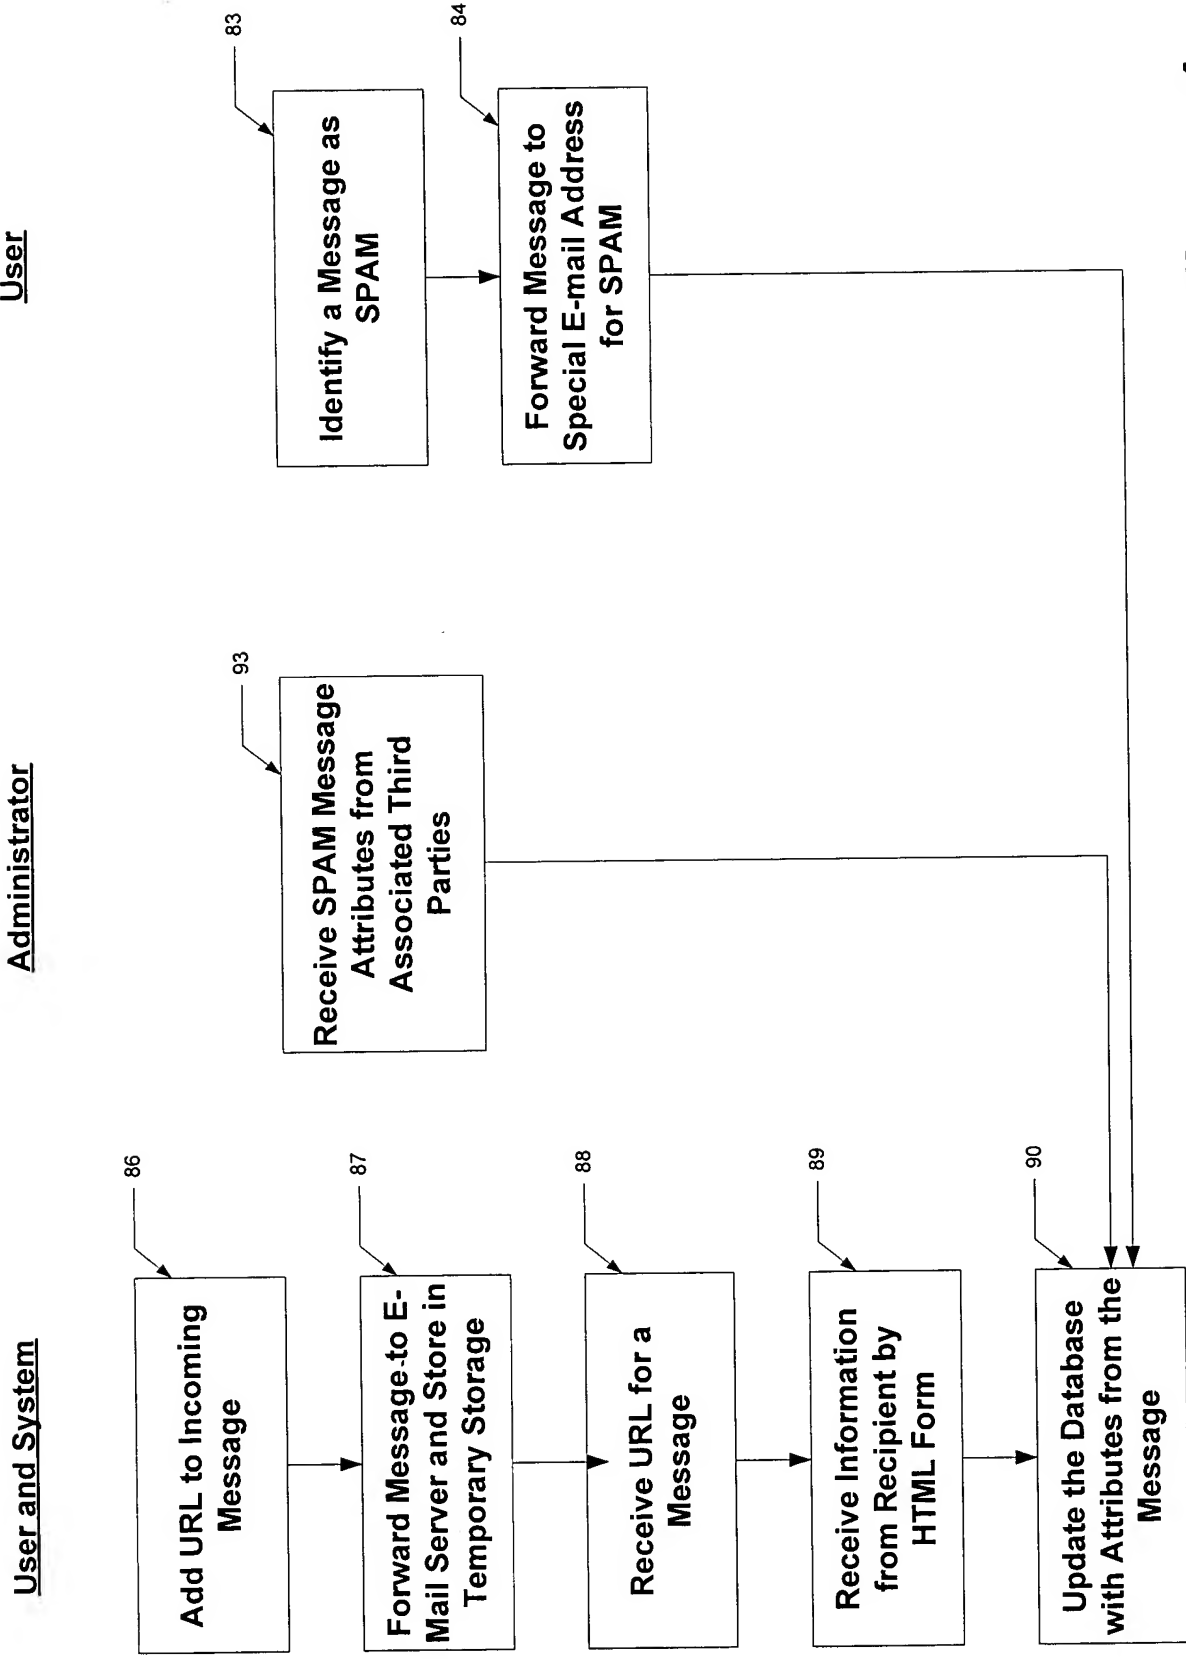 User and System
Administrator
User
86
Add URL to Incoming
Message
87
Forward Message to E-
Mail Server and Store in
Temporary Storage
88
Receive URL for a
Message
89
Receive Information
from Recipient by
HTML Form
90
Update the Database
with Attributes from the
Message
93
Receive SPAM Message
Attributes from
Associated Third
Parties
83
Identify a Message as
SPAM
84
Forward Message to
Special E-mail Address
for SPAM